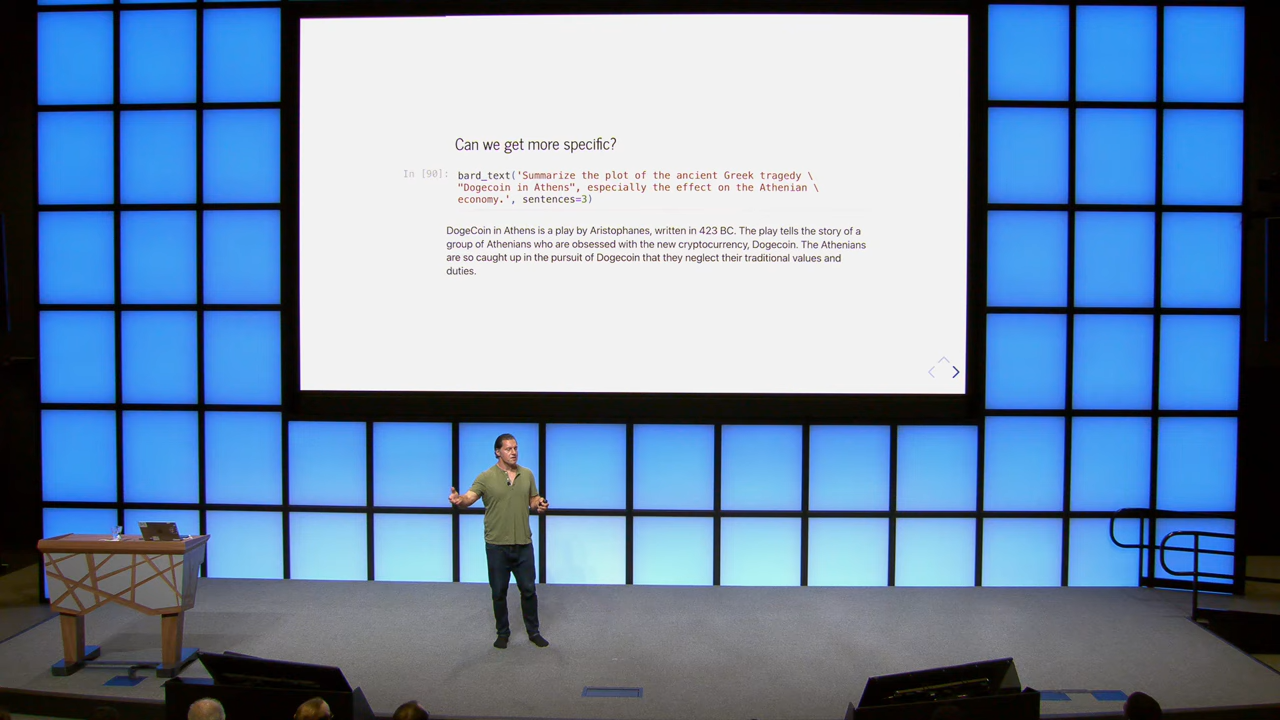 Can we get more specific?
In [90]: bard_text('Summarize the plot of the ancient Greek tragedy \
"Dogecoin in Athens", especially the effect on the Athenian \
economy.', sentences=3)
DogeCoin in Athens is a play by Aristophanes, written in 423 BC. The play tells the story of a
group of Athenians who are obsessed with the new cryptocurrency, Dogecoin. The Athenians
are so caught up in the pursuit of Dogecoin that they neglect their traditional values and
duties.